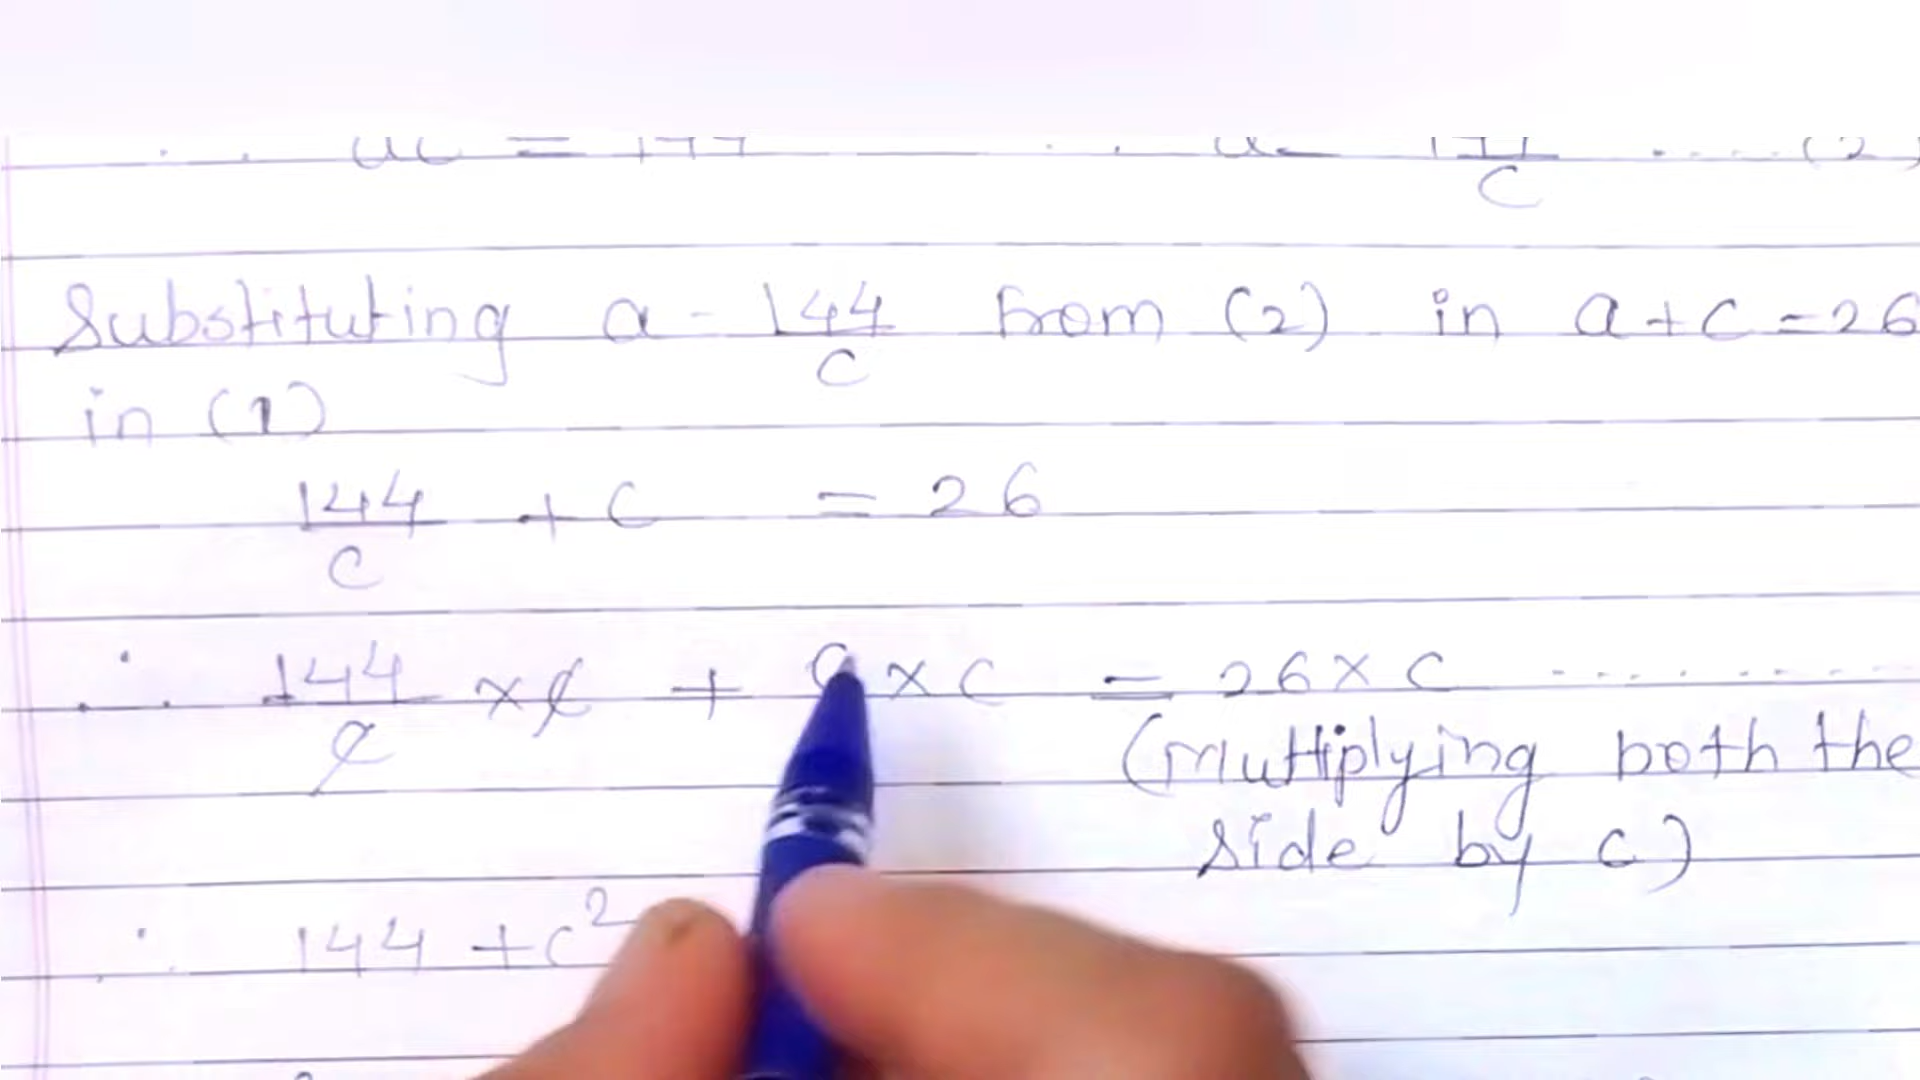 C
Substituting a - 144/C from (2) in a + c = 26
in (1)
144/C + C = 26
∴ 144/C × C + C × C = 26 × C ..........
(Multiplying both the
side by c)
∴ 144 + c²